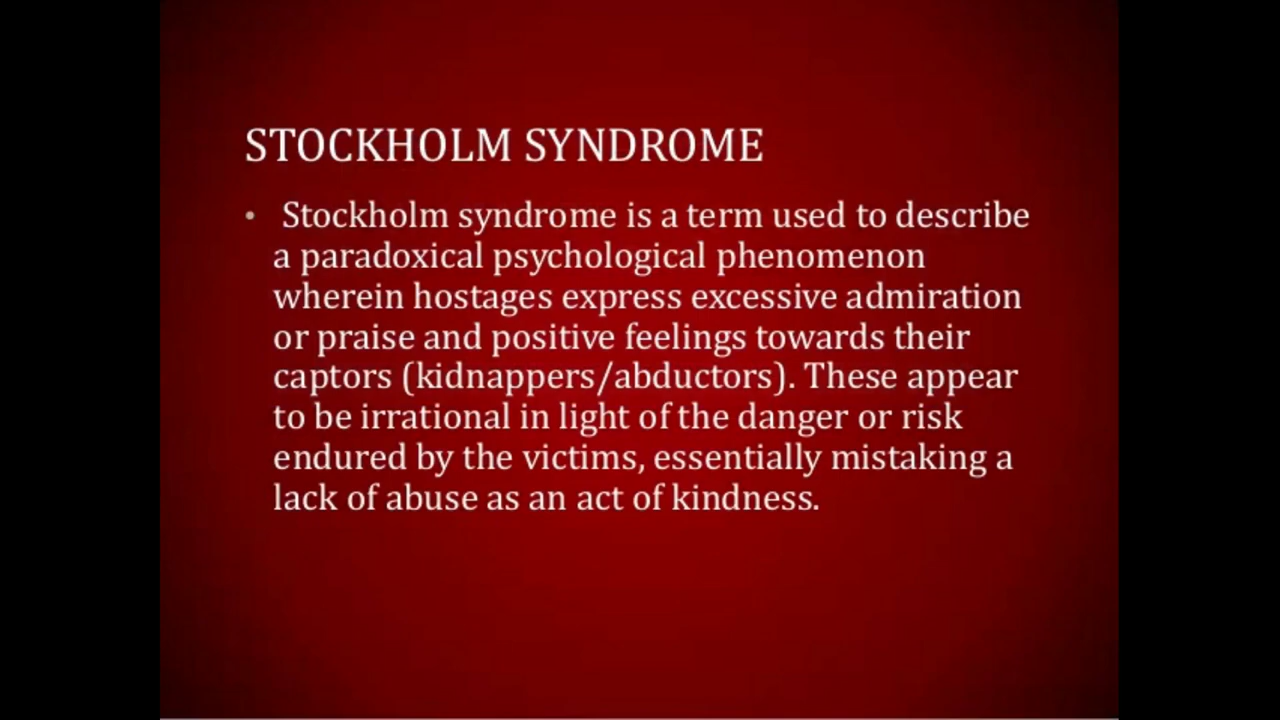 STOCKHOLM SYNDROME
• Stockholm syndrome is a term used to describe
a paradoxical psychological phenomenon
wherein hostages express excessive admiration
or praise and positive feelings towards their
captors (kidnappers/abductors). These appear
to be irrational in light of the danger or risk
endured by the victims, essentially mistaking a
lack of abuse as an act of kindness.